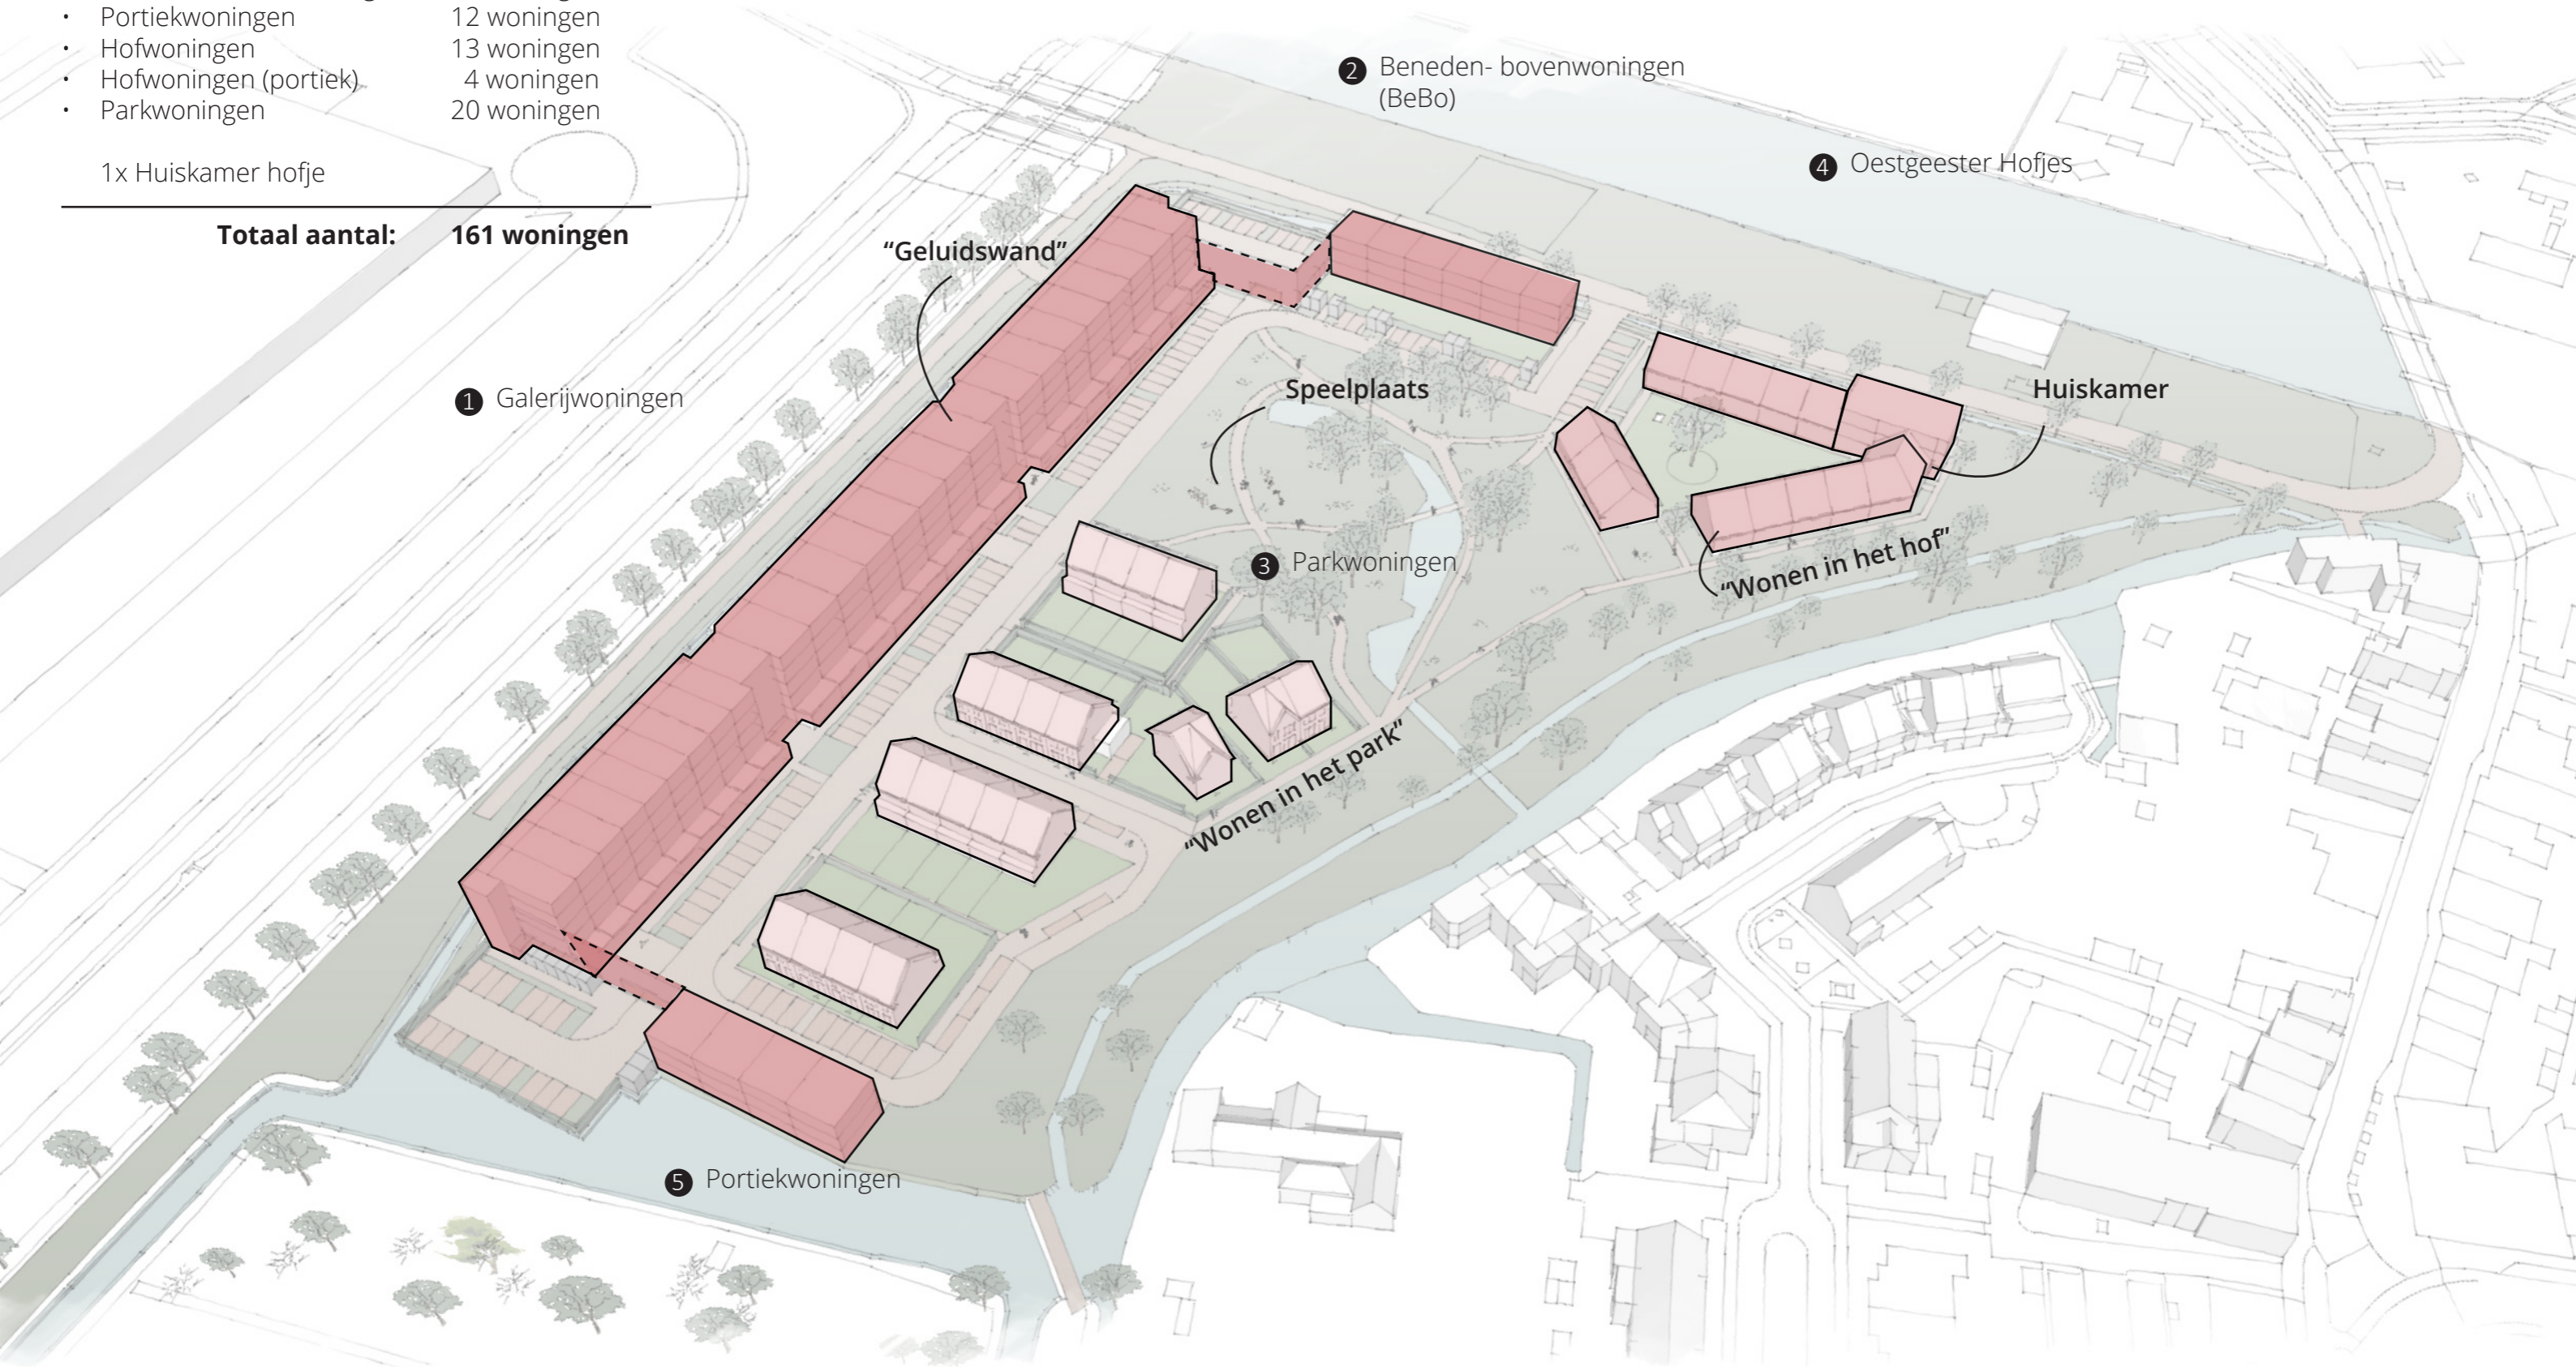 • Portiekwoningen 12 woningen
• Hofwoningen 13 woningen
• Hofwoningen (portiek) 4 woningen
• Parkwoningen 20 woningen
1x Huiskamer hofje
Totaal aantal: 161 woningen
2 Beneden- bovenwoningen
(BeBo)
4 Oestgeester Hofjes
“Geluidswand”
1 Galerijwoningen
Speelplaats
Huiskamer
3 Parkwoningen
“Wonen in het hof”
“Wonen in het park”
5 Portiekwoningen